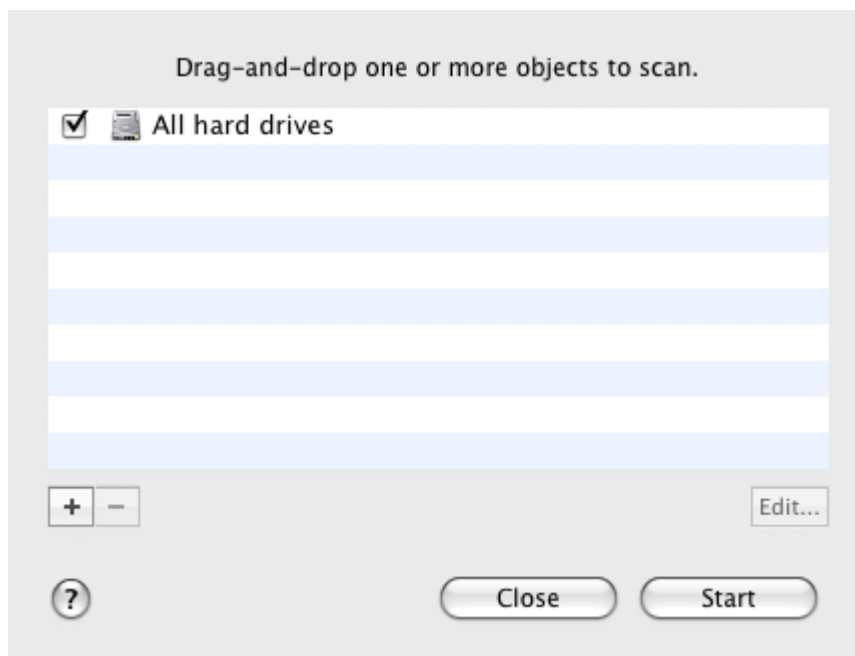 Drag-and-drop one or more objects to scan.
All hard drives
+ −
Edit...
?
Close
Start